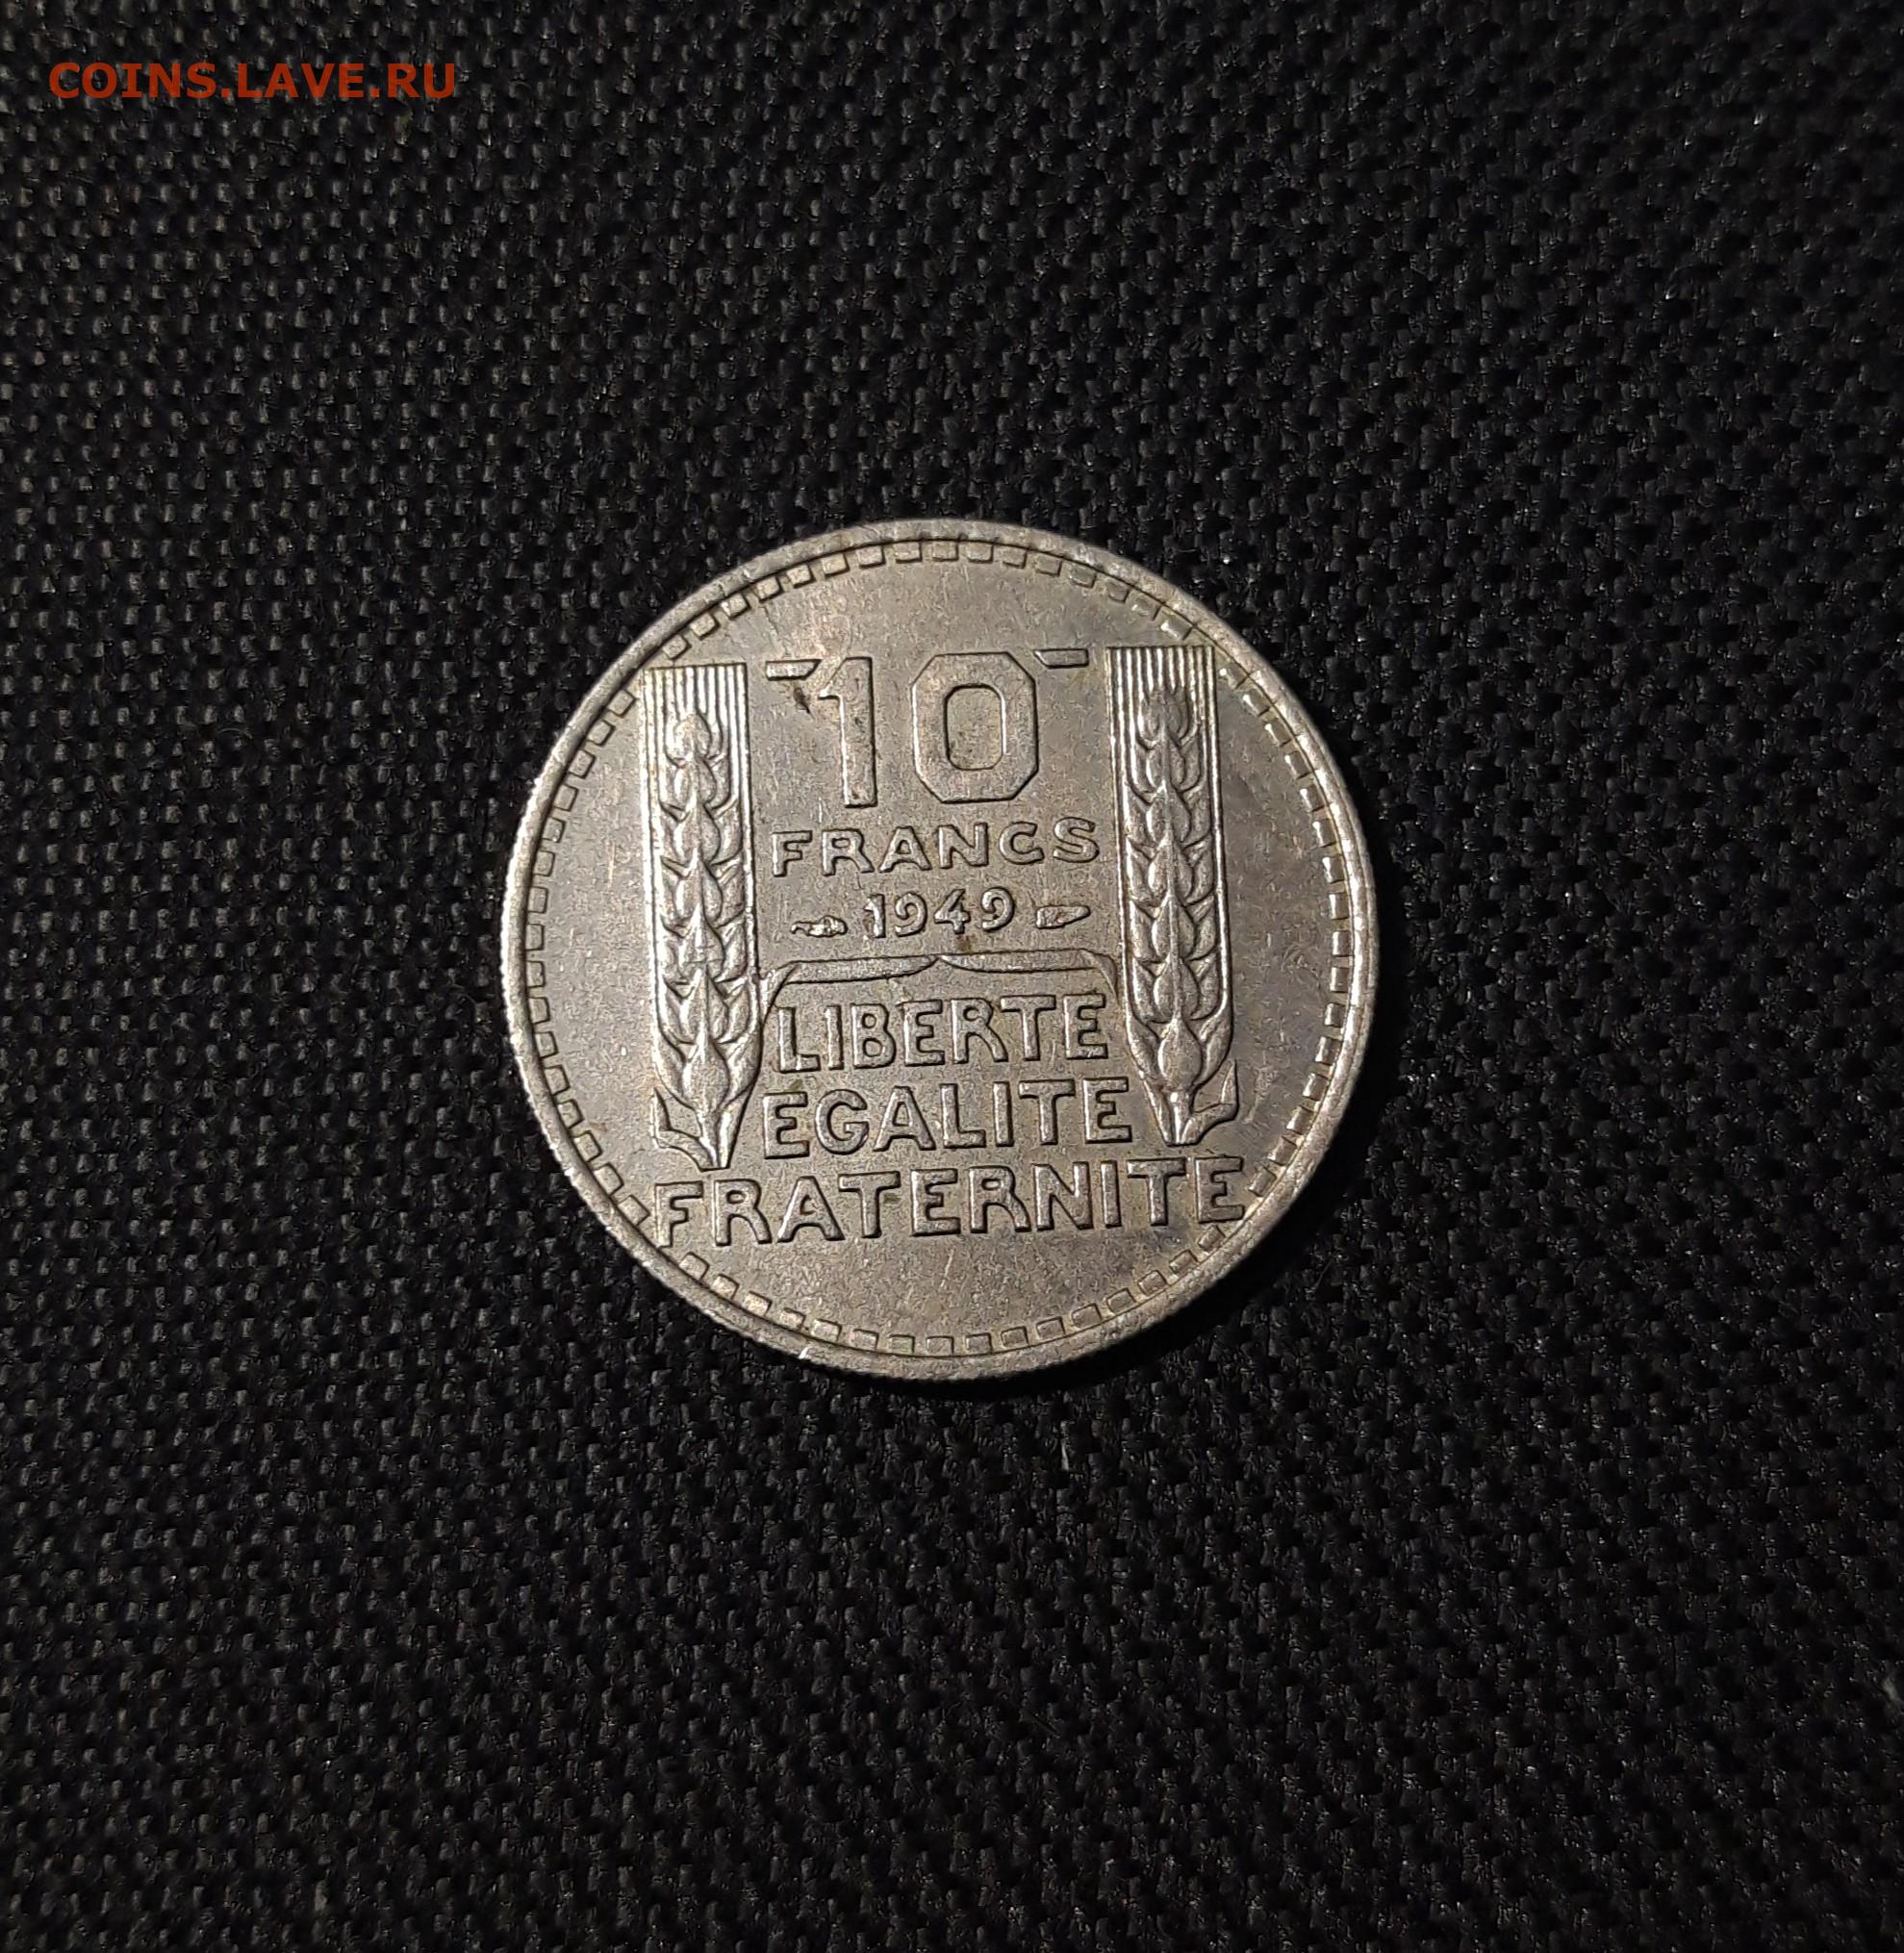 COINS.LAVE.RU
10
FRANCS
1949
LIBERTE
EGALITE
FRATERNITE